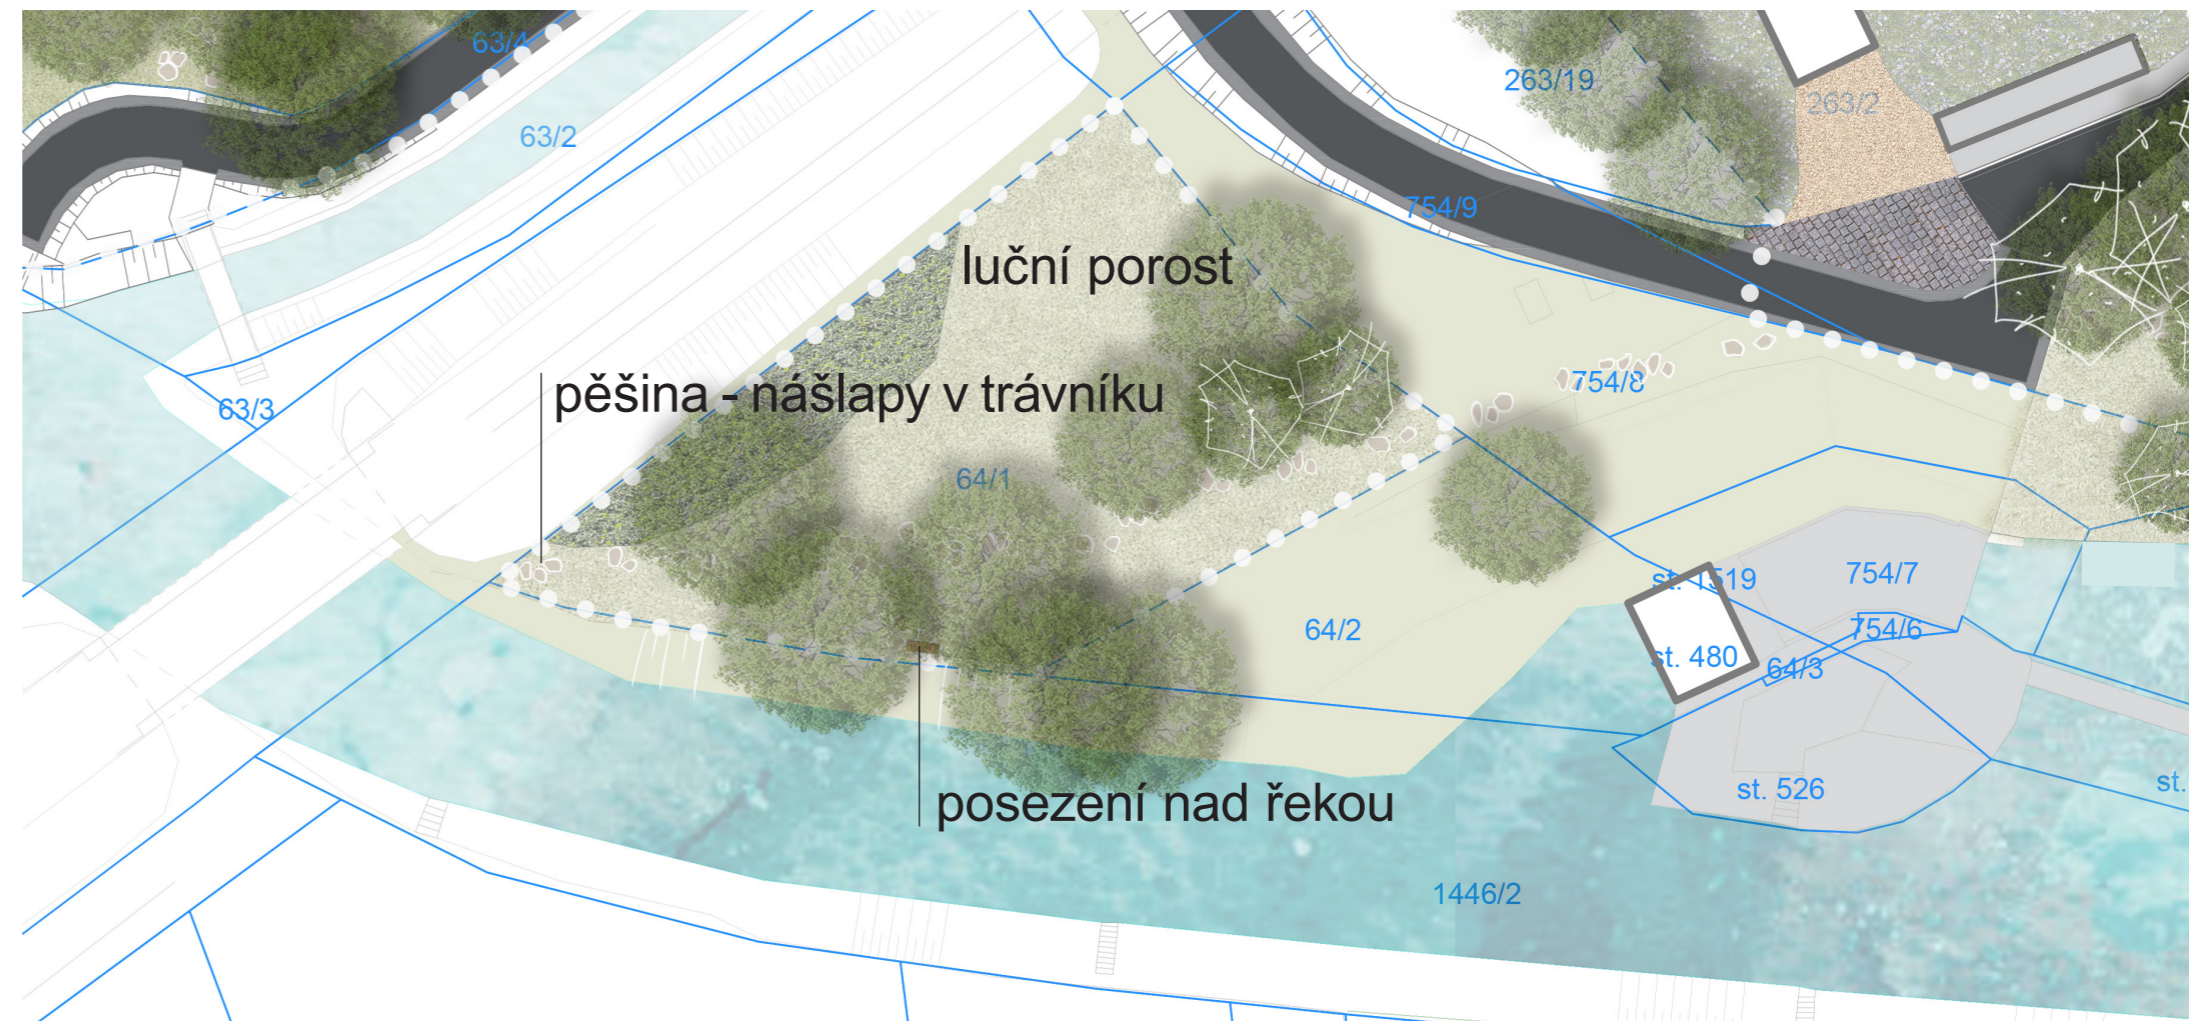 63/4
263/19
263/2
63/2
754/9
luční porost
754/8
pěšina - nášlapy v trávníku
63/3
64/1
st. 1519
754/7
64/2
754/6
st. 480
64/3
st.
st. 526
posezení nad řekou
1446/2